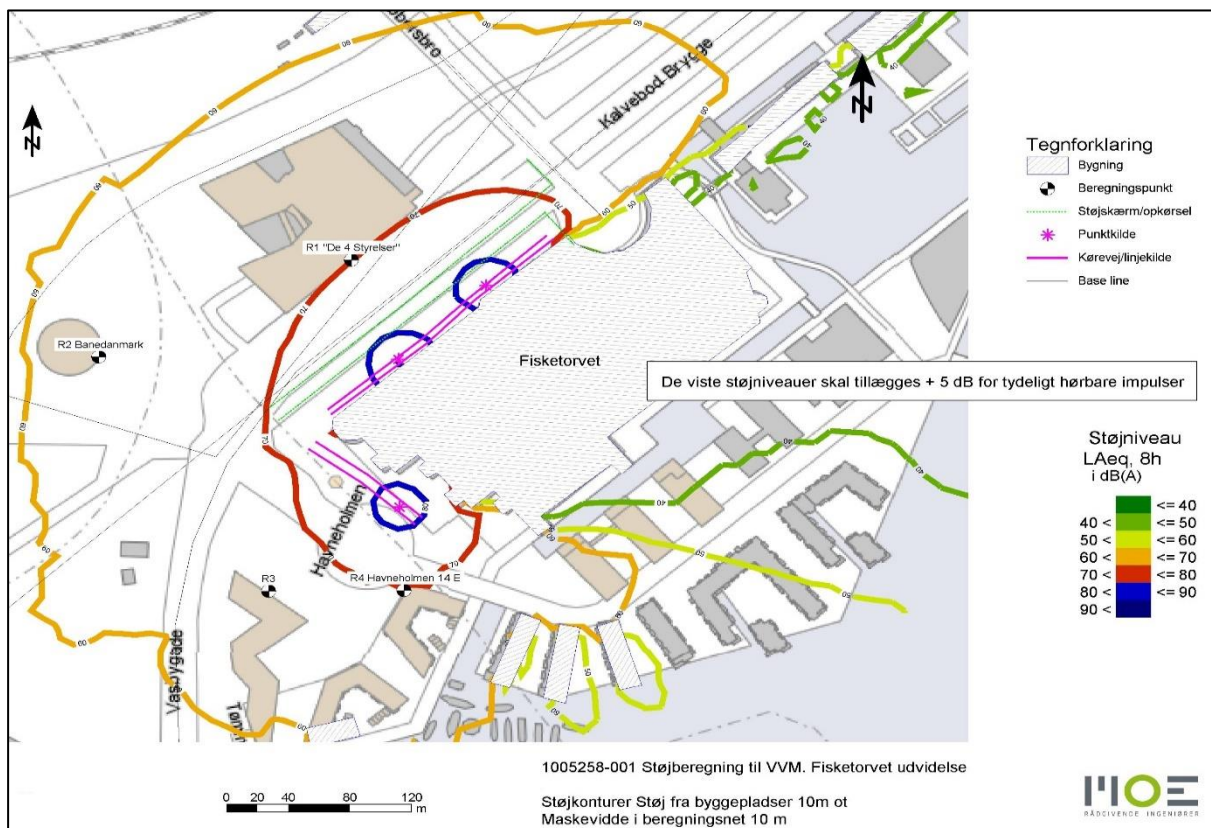 Kalvebod Brygge
Tegnforklaring
Bygning
Beregningspunkt
Støjskærm/opkørsel
Punktkilde
Kørevej/linjekilde
Base line
R1 "De 4 Styrelser"
R2 Banedanmark
Fisketorvet
De viste støjniveauer skal tillægges + 5 dB for tydeligt hørbare impulser
Støjniveau
LAeq, 8h
i dB(A)
<= 40
40 < <= 50
50 < <= 60
60 < <= 70
70 < <= 80
80 < <= 90
90 <
Havneholmen
R3
R4 Havneholmen 14 E
Vasbygade
1005258-001 Støjberegning til VVM. Fisketorvet udvidelse
Støjkonturer Støj fra byggepladser 10m ot
Maskevidde i beregningsnet 10 m
0 20 40 80 120
m
MOE
RÅDGIVENDE INGENIØRER